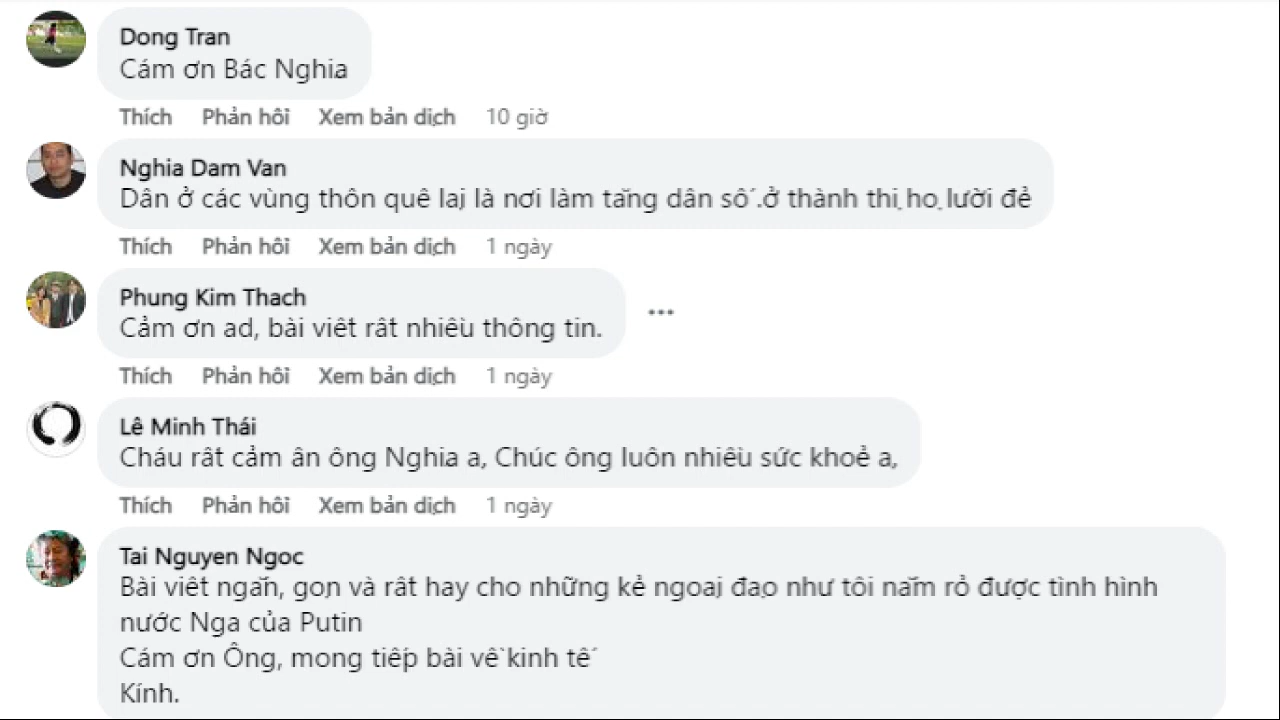 Dong Tran
Cám ơn Bác Nghia
Thích Phản hồi Xem bản dịch 10 giờ
Nghia Dam Van
Dân ở các vùng thôn quê lại là nơi làm tăng dân số.ở thành thị họ lười đẻ
Thích Phản hồi Xem bản dịch 1 ngày
Phung Kim Thach
Cảm ơn ad, bài viết rất nhiều thông tin.
Thích Phản hồi Xem bản dịch 1 ngày
Lê Minh Thái
Cháu rất cảm ân ông Nghia a, Chúc ông luôn nhiều sức khoẻ a,
Thích Phản hồi Xem bản dịch 1 ngày
Tai Nguyen Ngoc
Bài viết ngắn, gọn và rất hay cho những kẻ ngoại đạo như tôi nắm rỏ được tình hình
nước Nga của Putin
Cám ơn Ông, mong tiếp bài về kinh tế
Kính.